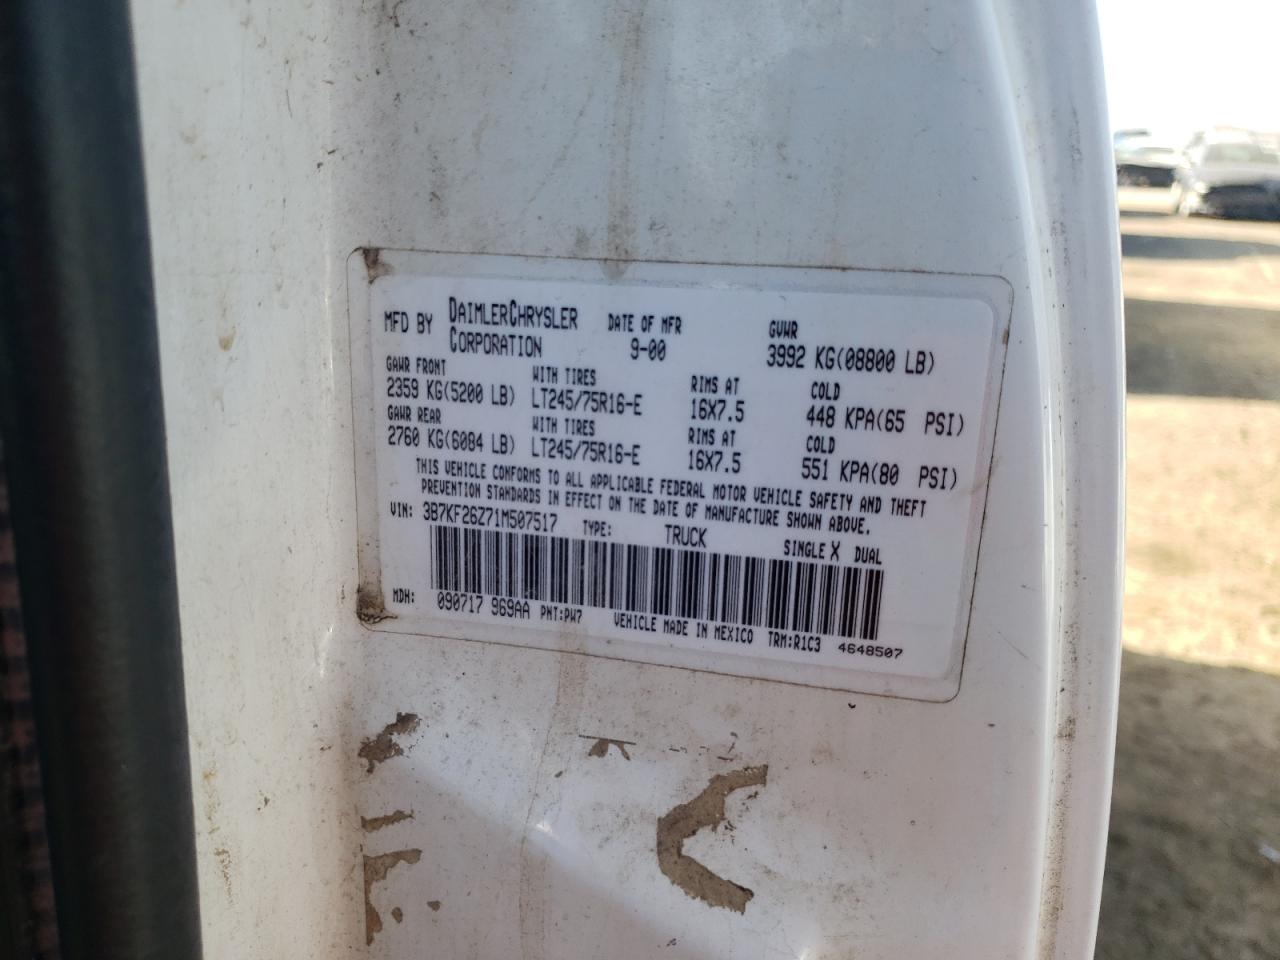 MFD BY DAIMLERCHRYSLER CORPORATION DATE OF MFR 9-00 GVWR 3992 KG(08800 LB)
GAWR FRONT WITH TIRES RIMS AT COLD
2359 KG(5200 LB) LT245/75R16-E 16X7.5 448 KPA(65 PSI)
GAWR REAR WITH TIRES RIMS AT COLD
2760 KG(6084 LB) LT245/75R16-E 16X7.5 551 KPA(80 PSI)
THIS VEHICLE CONFORMS TO ALL APPLICABLE FEDERAL MOTOR VEHICLE SAFETY AND THEFT
PREVENTION STANDARDS IN EFFECT ON THE DATE OF MANUFACTURE SHOWN ABOVE.
VIN: 3B7KF26Z71M507517 TYPE: TRUCK SINGLE X DUAL
MDH: 090717 969AA PNT:PW7 VEHICLE MADE IN MEXICO TRM:R1C3 4648507